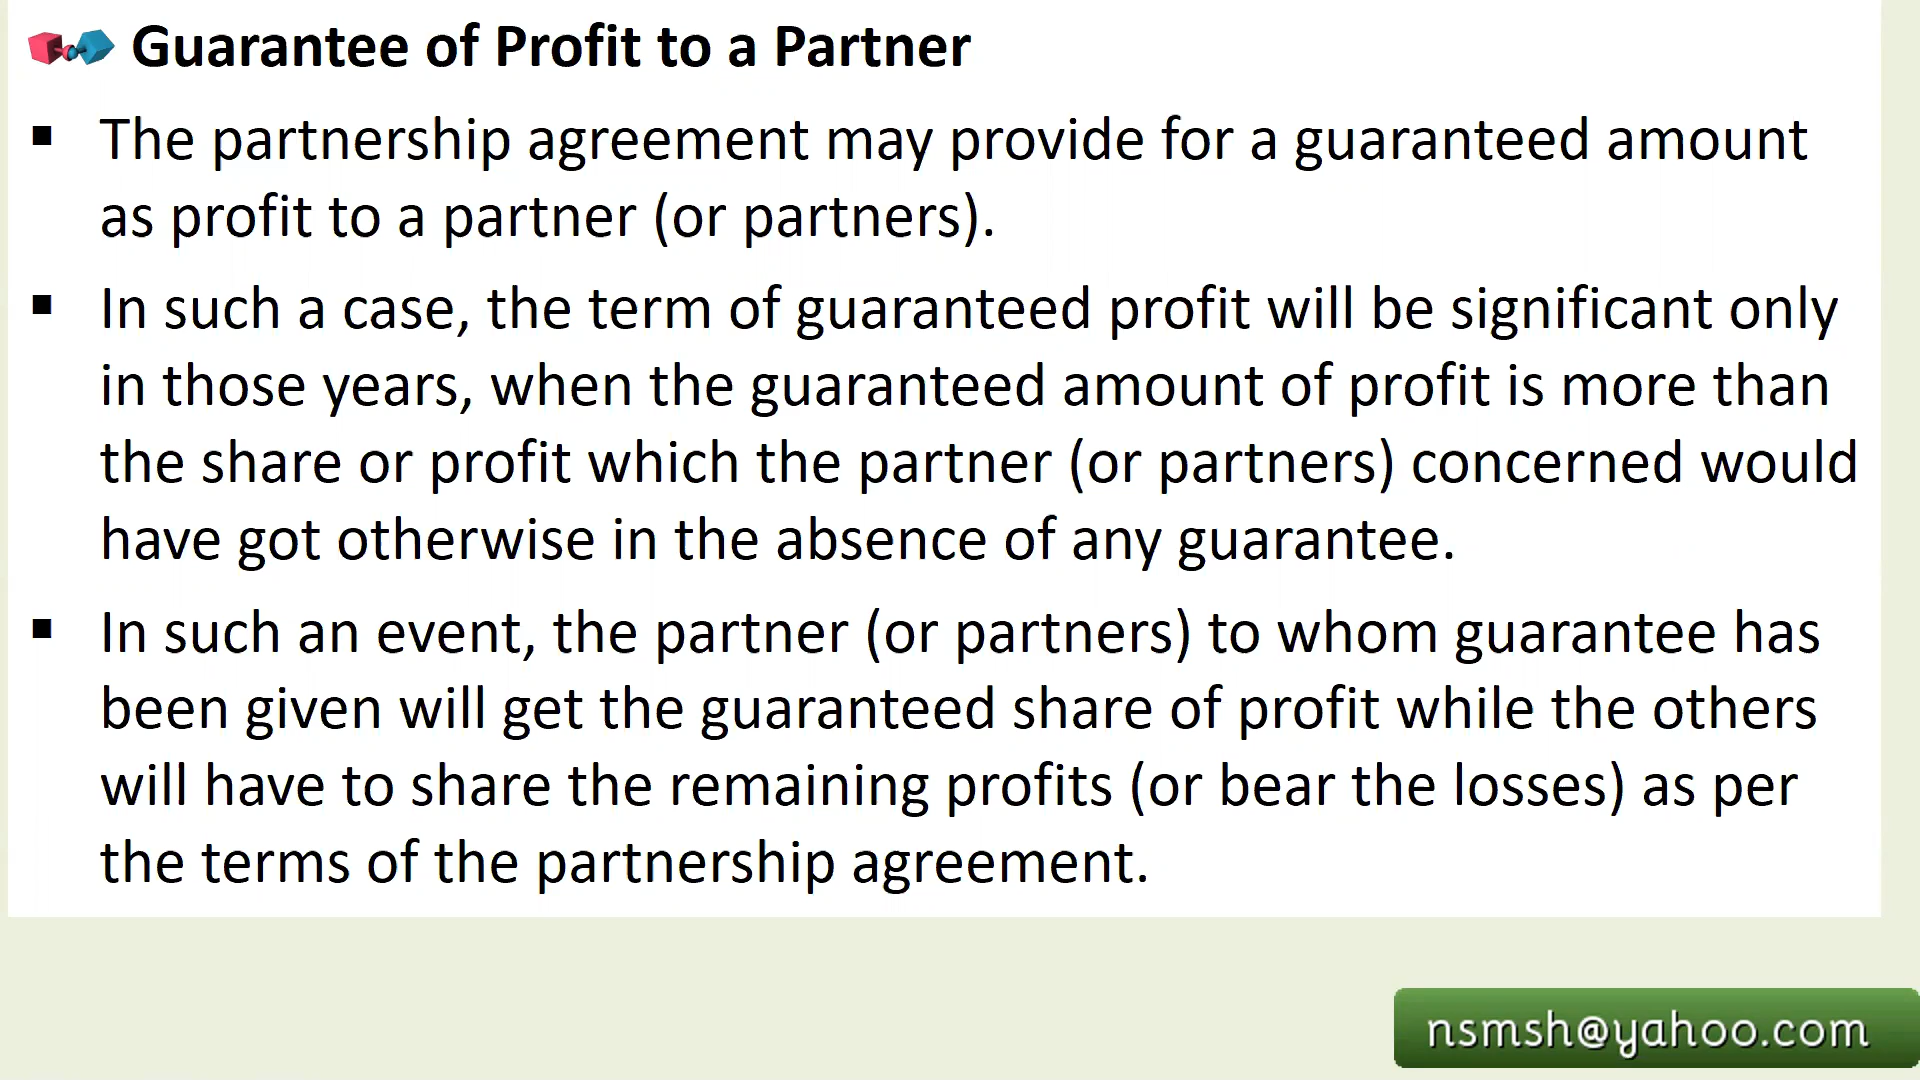 Guarantee of Profit to a Partner
▪ The partnership agreement may provide for a guaranteed amount
as profit to a partner (or partners).
▪ In such a case, the term of guaranteed profit will be significant only
in those years, when the guaranteed amount of profit is more than
the share or profit which the partner (or partners) concerned would
have got otherwise in the absence of any guarantee.
▪ In such an event, the partner (or partners) to whom guarantee has
been given will get the guaranteed share of profit while the others
will have to share the remaining profits (or bear the losses) as per
the terms of the partnership agreement.
nsmsh@yahoo.com